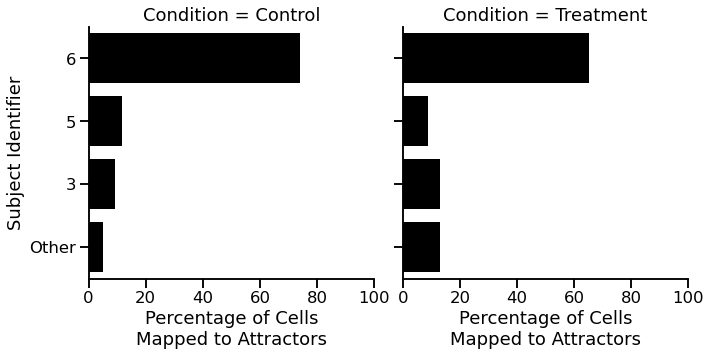 Condition = Control
Condition = Treatment
Subject Identifier
6
5
3
Other
0 20 40 60 80 100
0 20 40 60 80 100
Percentage of Cells
Mapped to Attractors
Percentage of Cells
Mapped to Attractors